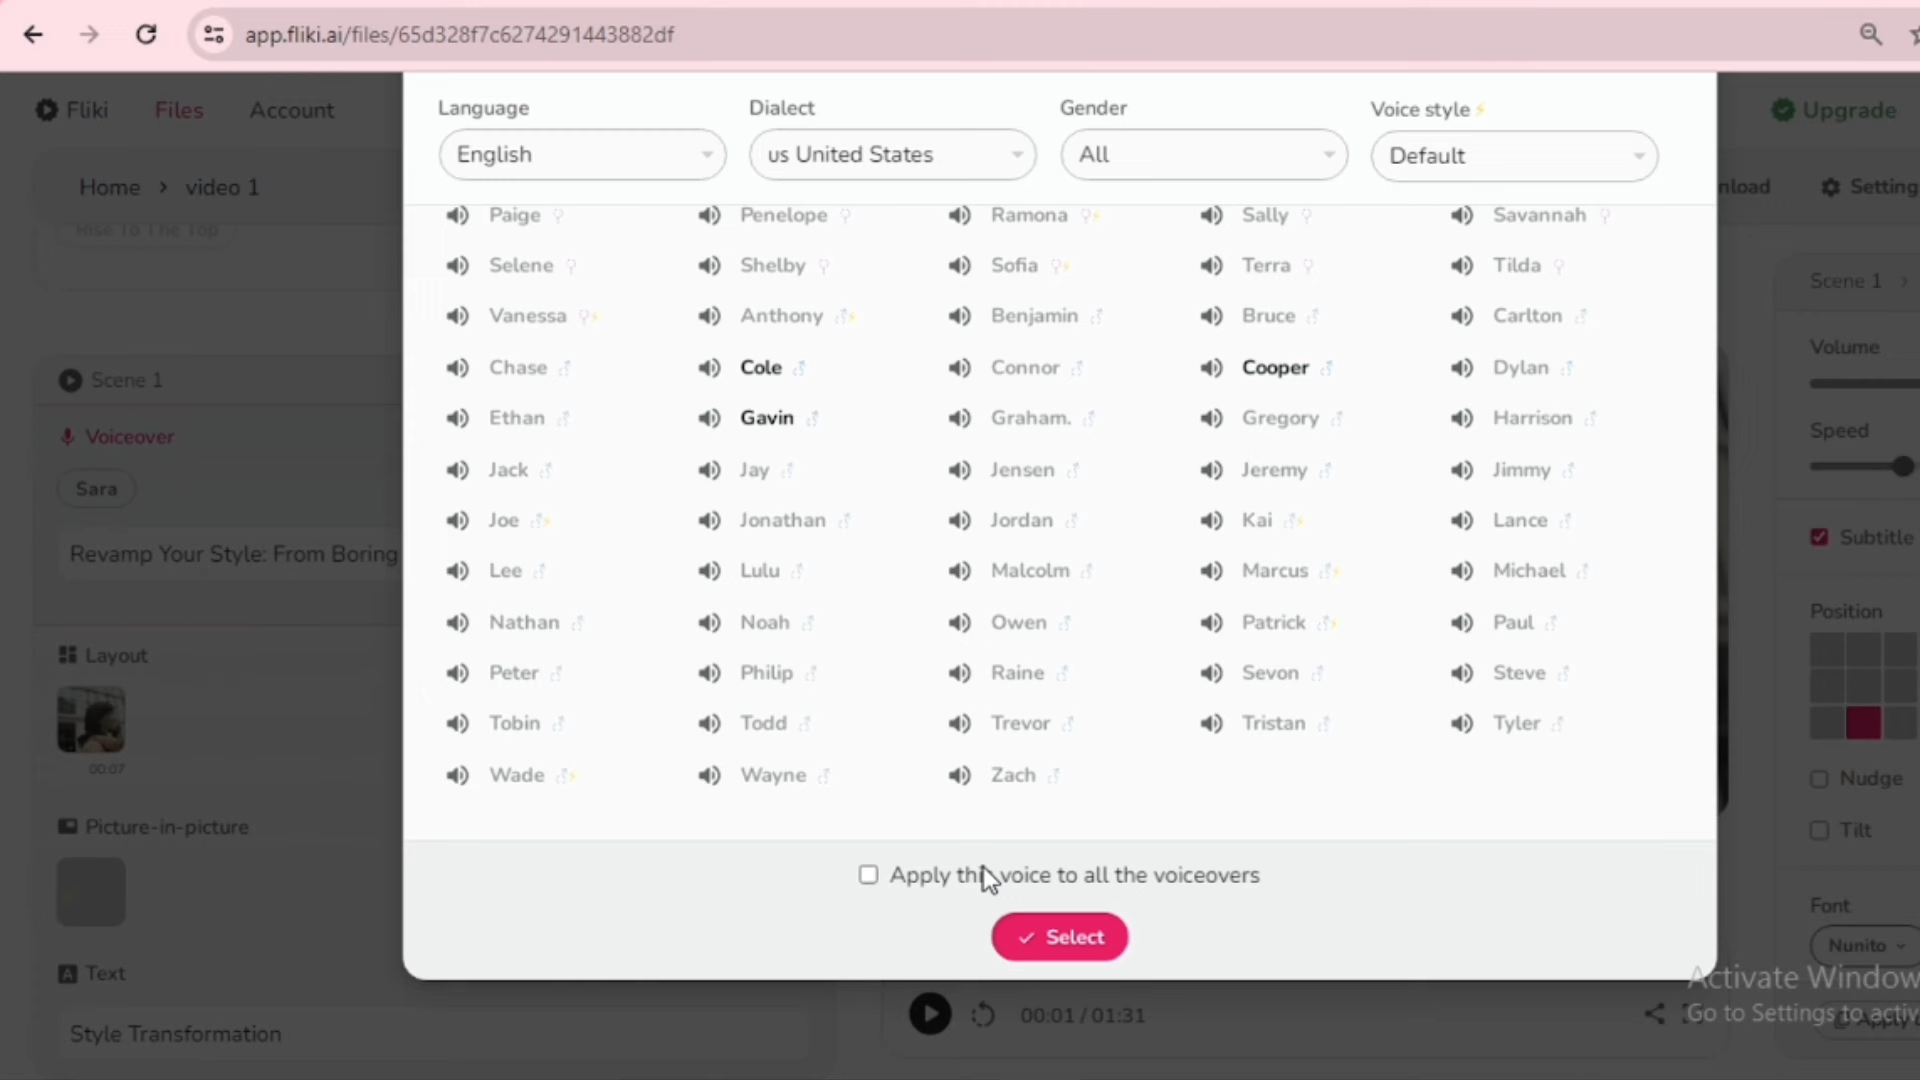 app.fliki.ai/files/65d328f7c6274291443882df
Fliki Files Account
Upgrade
Language Dialect Gender Voice style
English us United States All Default
Home > video 1
nload Setting
Rise To The Top
Paige Penelope Ramona Sally Savannah
Selene Shelby Sofia Terra Tilda
Vanessa Anthony Benjamin Bruce Carlton
Chase Cole Connor Cooper Dylan
Ethan Gavin Graham. Gregory Harrison
Jack Jay Jensen Jeremy Jimmy
Joe Jonathan Jordan Kai Lance
Lee Lulu Malcolm Marcus Michael
Nathan Noah Owen Patrick Paul
Peter Philip Raine Sevon Steve
Tobin Todd Trevor Tristan Tyler
Wade Wayne Zach
Apply this voice to all the voiceovers
Select
Scene 1
Voiceover
Sara
Revamp Your Style: From Boring
Layout
00:07
Picture-in-picture
A Text
Style Transformation
00:01 / 01:31
Scene 1 >
Volume
Speed
Subtitle
Position
Nudge
Tilt
Font
Nunito
Activate Window
Go to Settings to activ